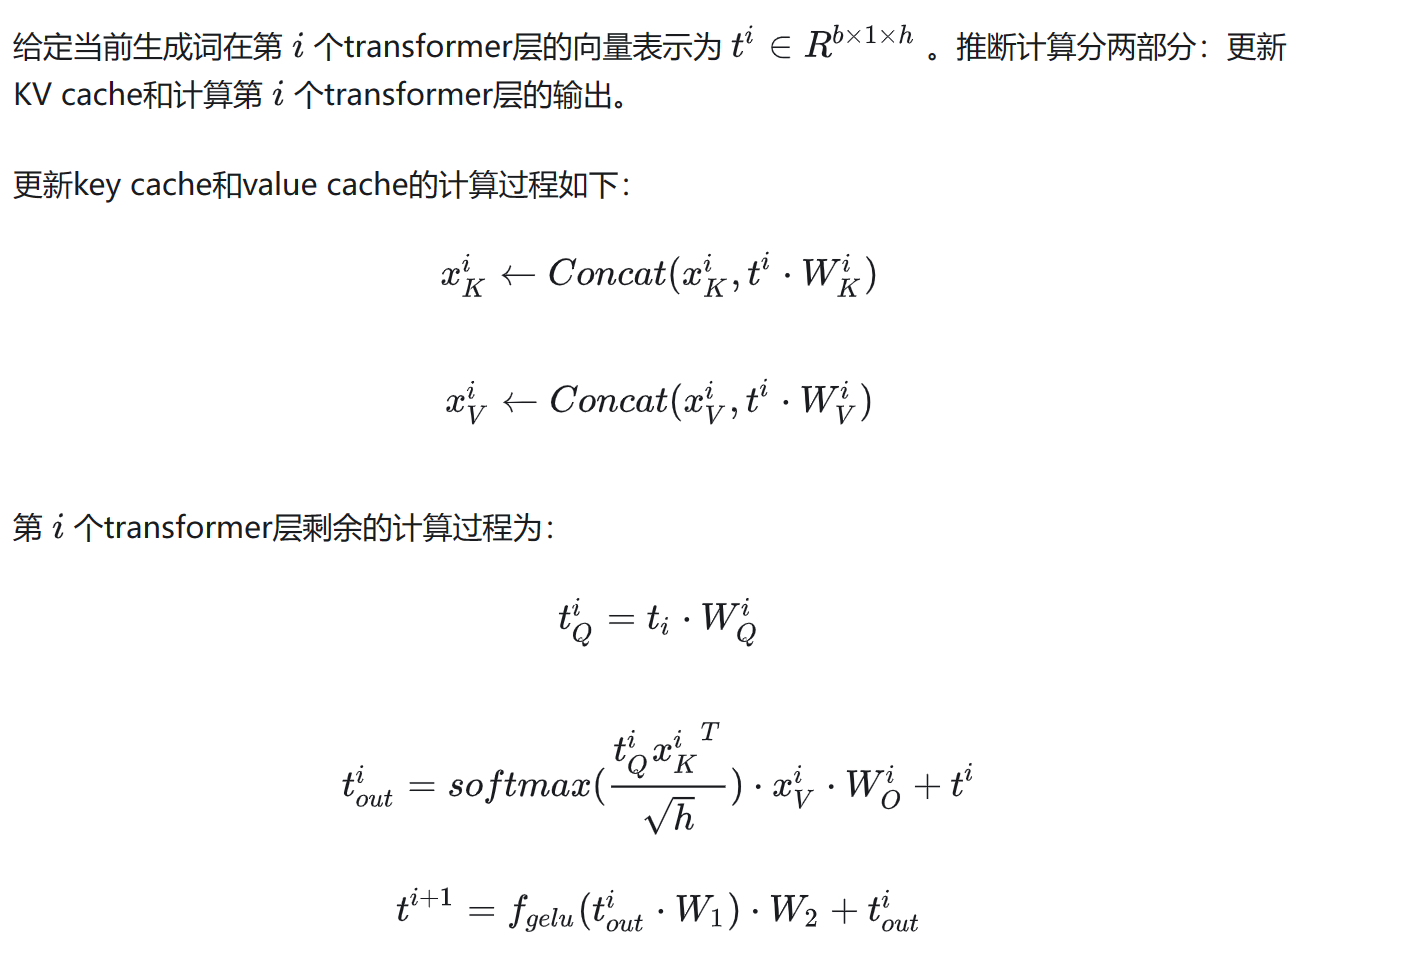 给定当前生成词在第 $i$ 个transformer层的向量表示为 $t^i \in R^{b \times 1 \times h}$ 。推断计算分两部分：更新
KV cache和计算第 $i$ 个transformer层的输出。
更新key cache和value cache的计算过程如下：
$x_K^i \leftarrow Concat(x_K^i, t^i \cdot W_K^i)$
$x_V^i \leftarrow Concat(x_V^i, t^i \cdot W_V^i)$
第 $i$ 个transformer层剩余的计算过程为：
$t_Q^i = t_i \cdot W_Q^i$
$t_{out}^i = softmax(\frac{t_Q^i {x_K^i}^T}{\sqrt{h}}) \cdot x_V^i \cdot W_O^i + t^i$
$t^{i+1} = f_{gelu}(t_{out}^i \cdot W_1) \cdot W_2 + t_{out}^i$